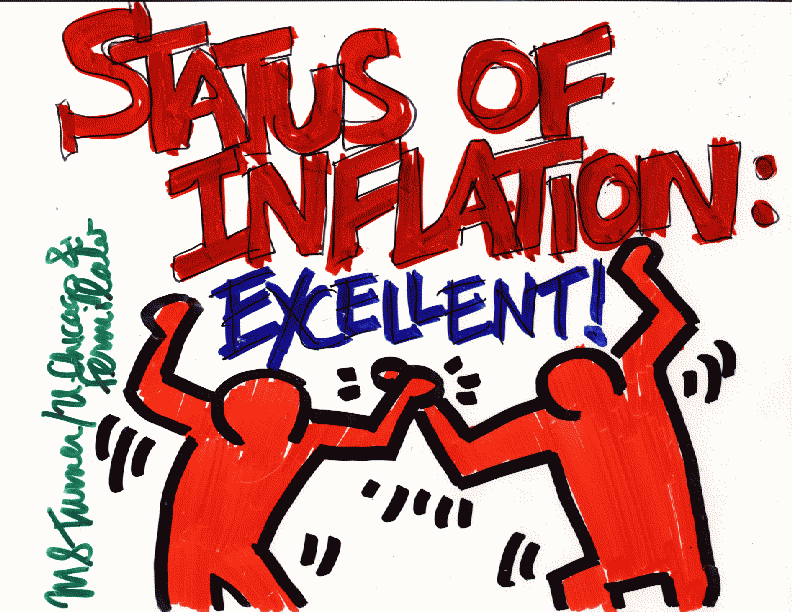 STATUS OF
INFLATION:
EXCELLENT!
MS Turner/U Chicago &
Fermilab